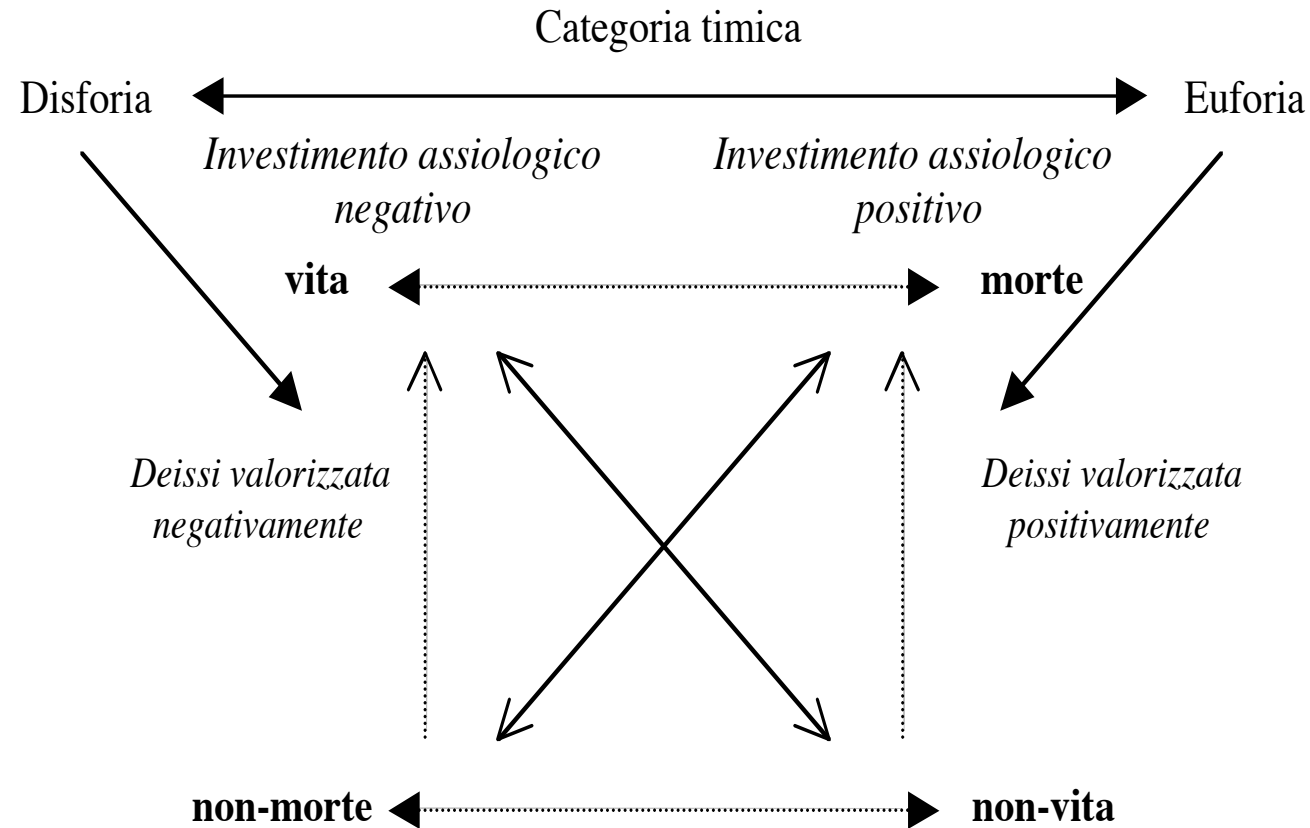 Categoria timica
Disforia
Euforia
Investimento assiologico
negativo
Investimento assiologico
positivo
vita
morte
Deissi valorizzata
negativamente
Deissi valorizzata
positivamente
non-morte
non-vita